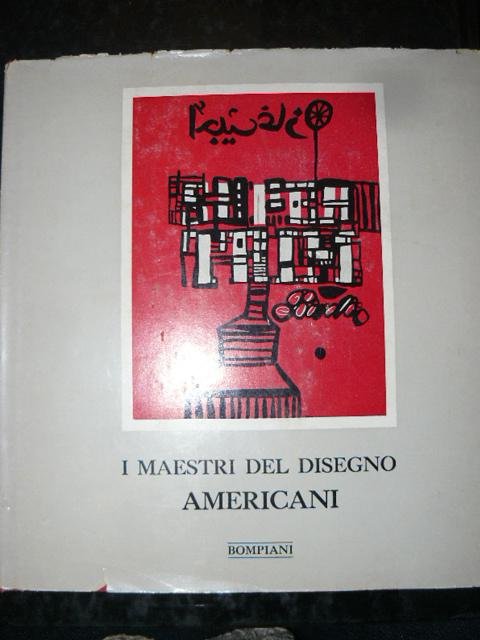 I MAESTRI DEL DISEGNO
AMERICANI
BOMPIANI